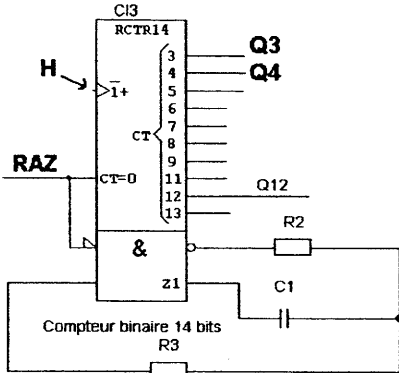 CI3
RCTR14
H
1+
CT
3
4
5
6
7
8
9
11
12
13
Q3
Q4
Q12
RAZ
CT=0
&
Z1
R2
C1
Compteur binaire 14 bits
R3